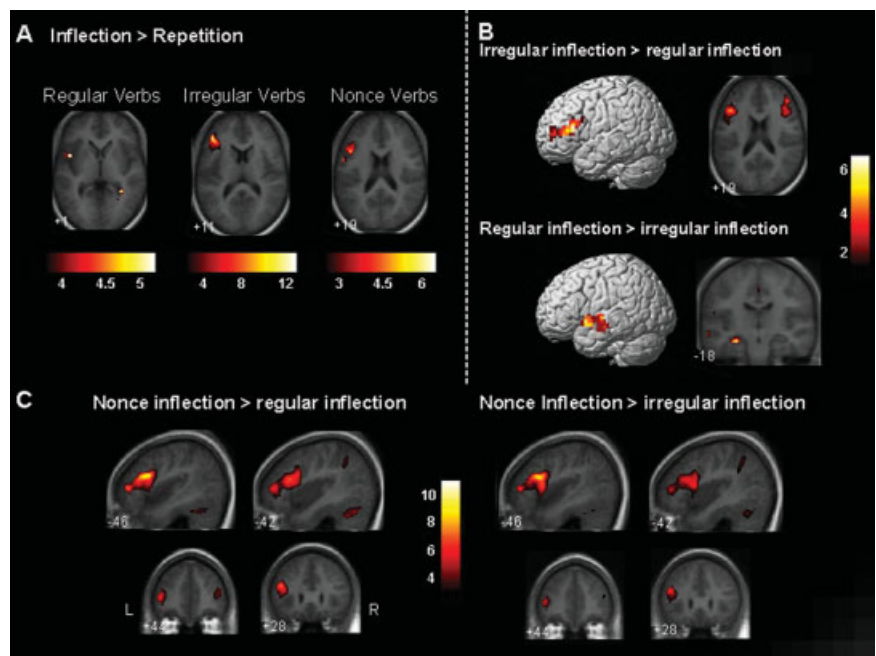 A Inflection > Repetition
Regular Verbs Irregular Verbs Nonce Verbs
+1 +11 +19
4 4.5 5 4 8 12 3 4.5 6
B
Irregular inflection > regular inflection
+19
Regular inflection > irregular inflection
-18
6
4
2
C
Nonce inflection > regular inflection
-46 -42
L +44 +28 R
10
8
6
4
Nonce Inflection > irregular inflection
-46 -42
+44 +28